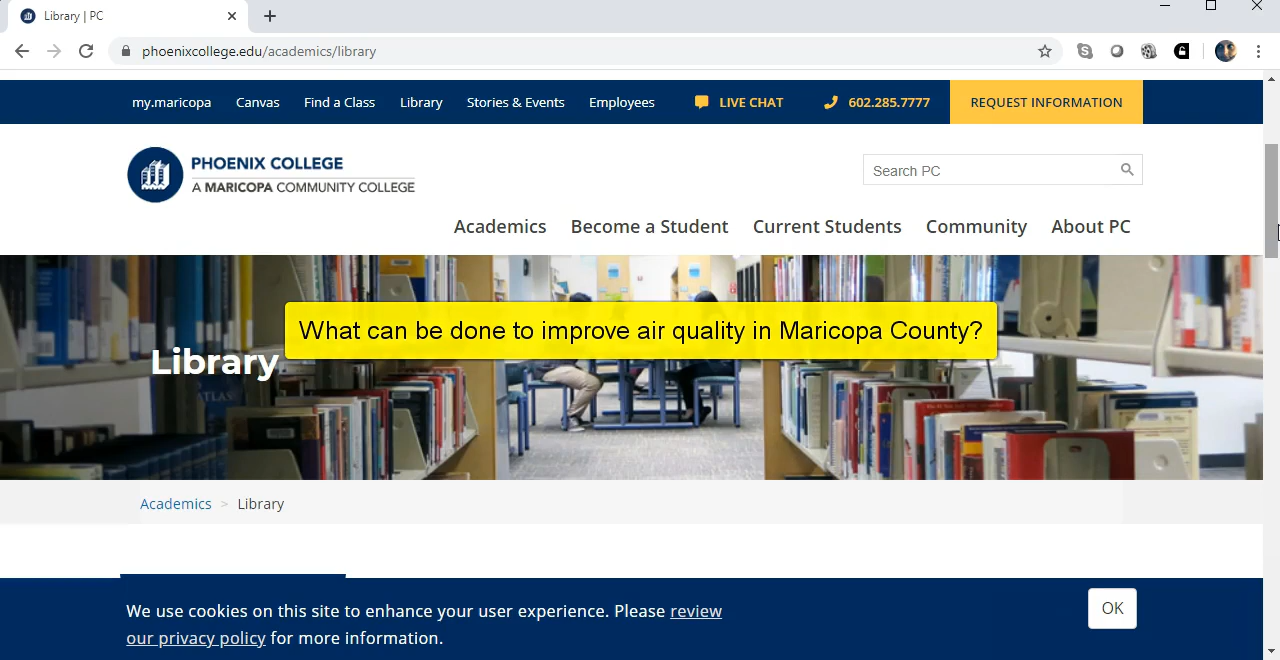 Library | PC
phoenixcollege.edu/academics/library
my.maricopa Canvas Find a Class Library Stories & Events Employees LIVE CHAT 602.285.7777 REQUEST INFORMATION
PHOENIX COLLEGE
A MARICOPA COMMUNITY COLLEGE
Search PC
Academics Become a Student Current Students Community About PC
What can be done to improve air quality in Maricopa County?
Library
ATLAS
Academics > Library
We use cookies on this site to enhance your user experience. Please review
our privacy policy for more information.
OK